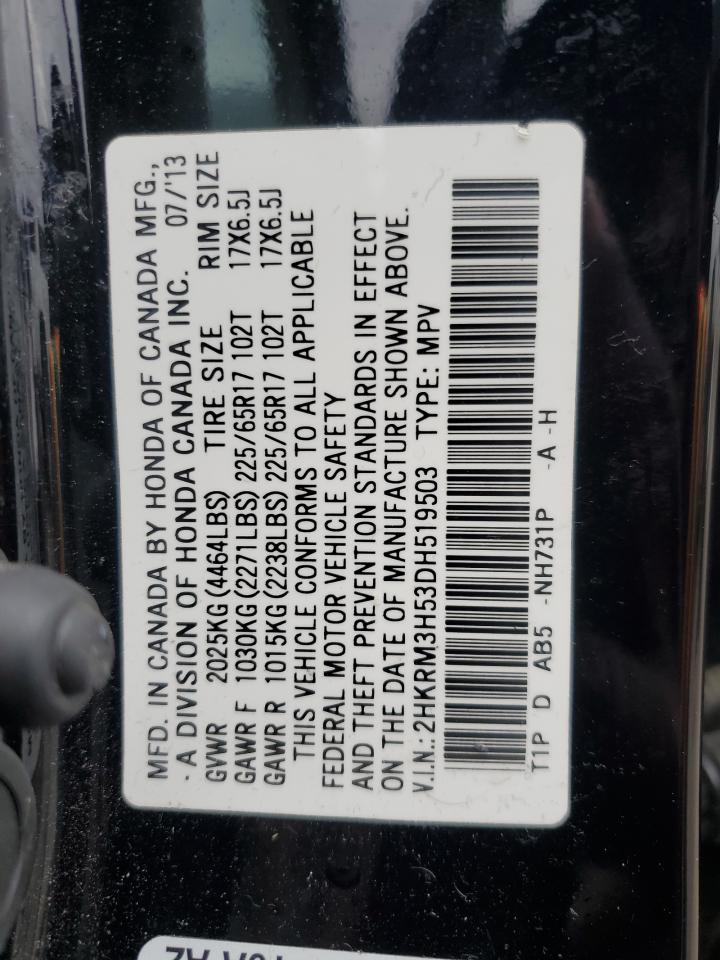 MFD. IN CANADA BY HONDA OF CANADA MFG.,
- A DIVISION OF HONDA CANADA INC. 07/'13
GVWR 2025KG(4464LBS) TIRE SIZE RIM SIZE
GAWR F 1030KG(2271LBS) 225/65R17 102T 17X6.5J
GAWR R 1015KG(2238LBS) 225/65R17 102T 17X6.5J
THIS VEHICLE CONFORMS TO ALL APPLICABLE
FEDERAL MOTOR VEHICLE SAFETY
AND THEFT PREVENTION STANDARDS IN EFFECT
ON THE DATE OF MANUFACTURE SHOWN ABOVE.
V.I.N.:2HKRM3H53DH519503 TYPE: MPV
T1P D AB5 -NH731P -A -H